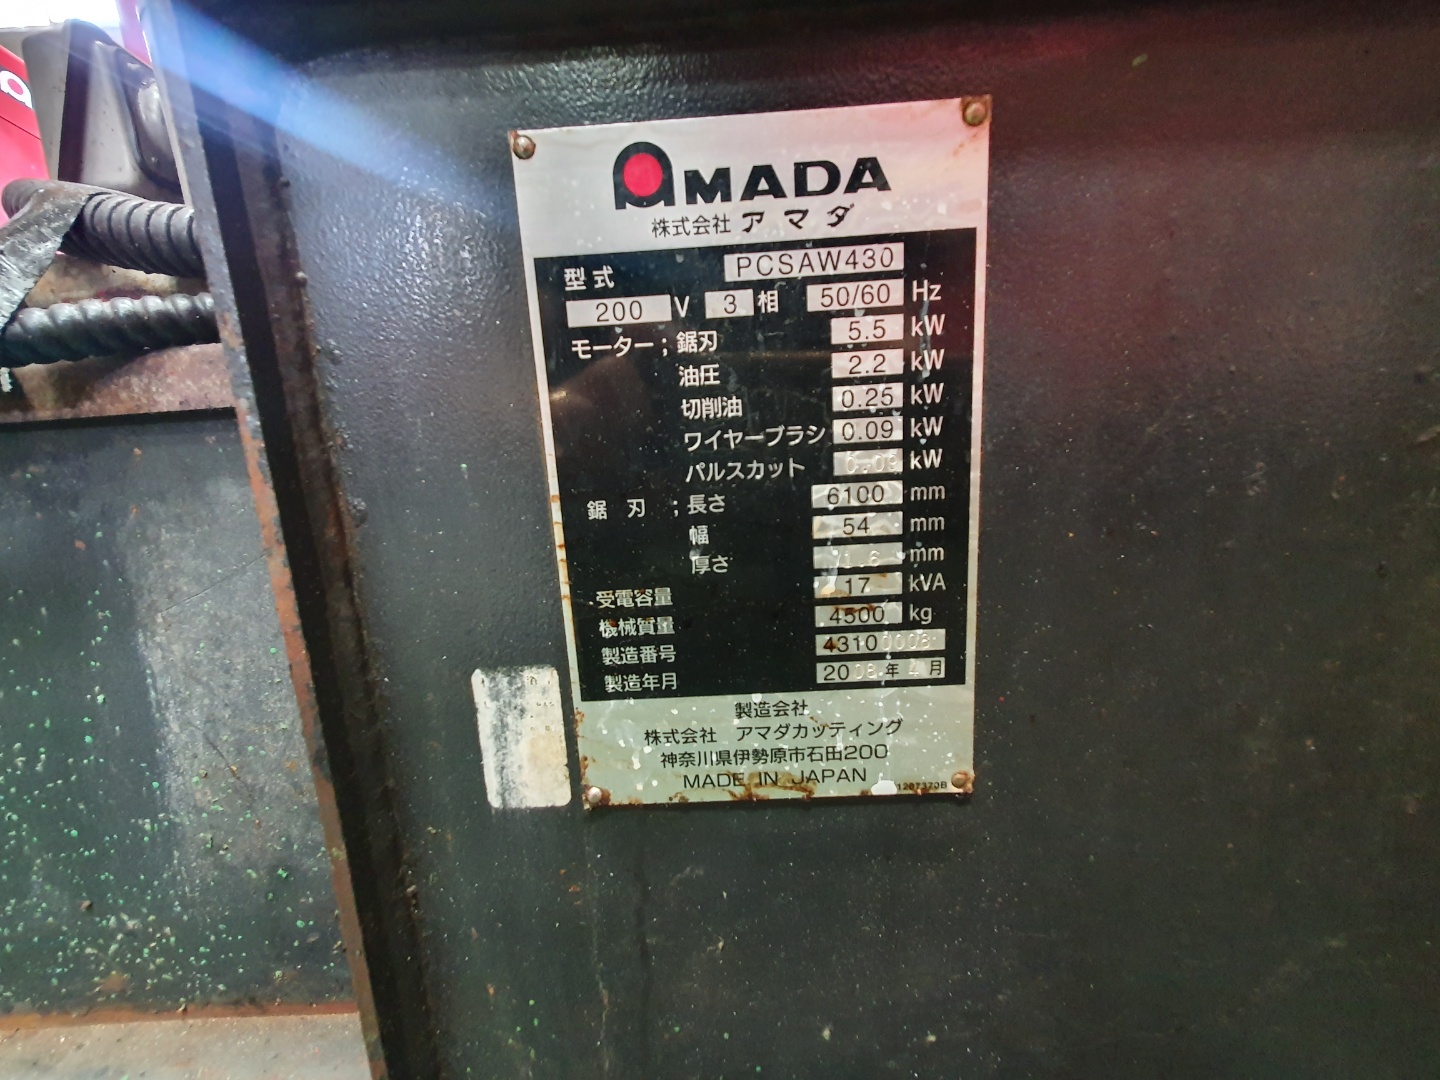 AMADA
株式会社 アマダ
型式 PCSAW430
200 V 3 相 50/60 Hz
モーター ; 鋸刃 5.5 kW
油圧 2.2 kW
切削油 0.25 kW
ワイヤーブラシ 0.09 kW
パルスカット 0.09 kW
鋸 刃 ; 長さ 6100 mm
幅 54 mm
厚さ mm
受電容量 17 kVA
機械質量 4500 kg
製造番号
製造年月 2008 年 4 月
製造会社
株式会社 アマダカッティング
神奈川県伊勢原市石田200
MADE IN JAPAN
1207370B